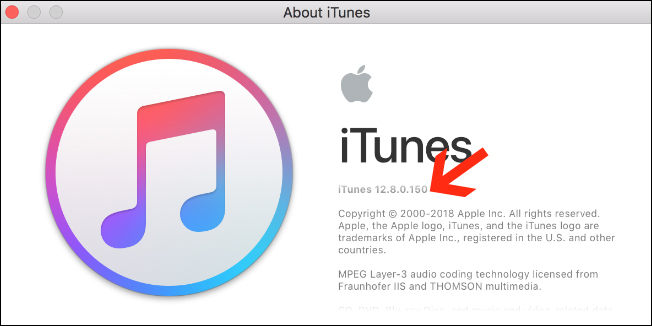 About iTunes
iTunes
iTunes 12.8.0.150
Copyright © 2000-2018 Apple Inc. All rights reserved.
Apple, the Apple logo, iTunes, and the iTunes logo are
trademarks of Apple Inc., registered in the U.S. and other
countries.
MPEG Layer-3 audio coding technology licensed from
Fraunhofer IIS and THOMSON multimedia.